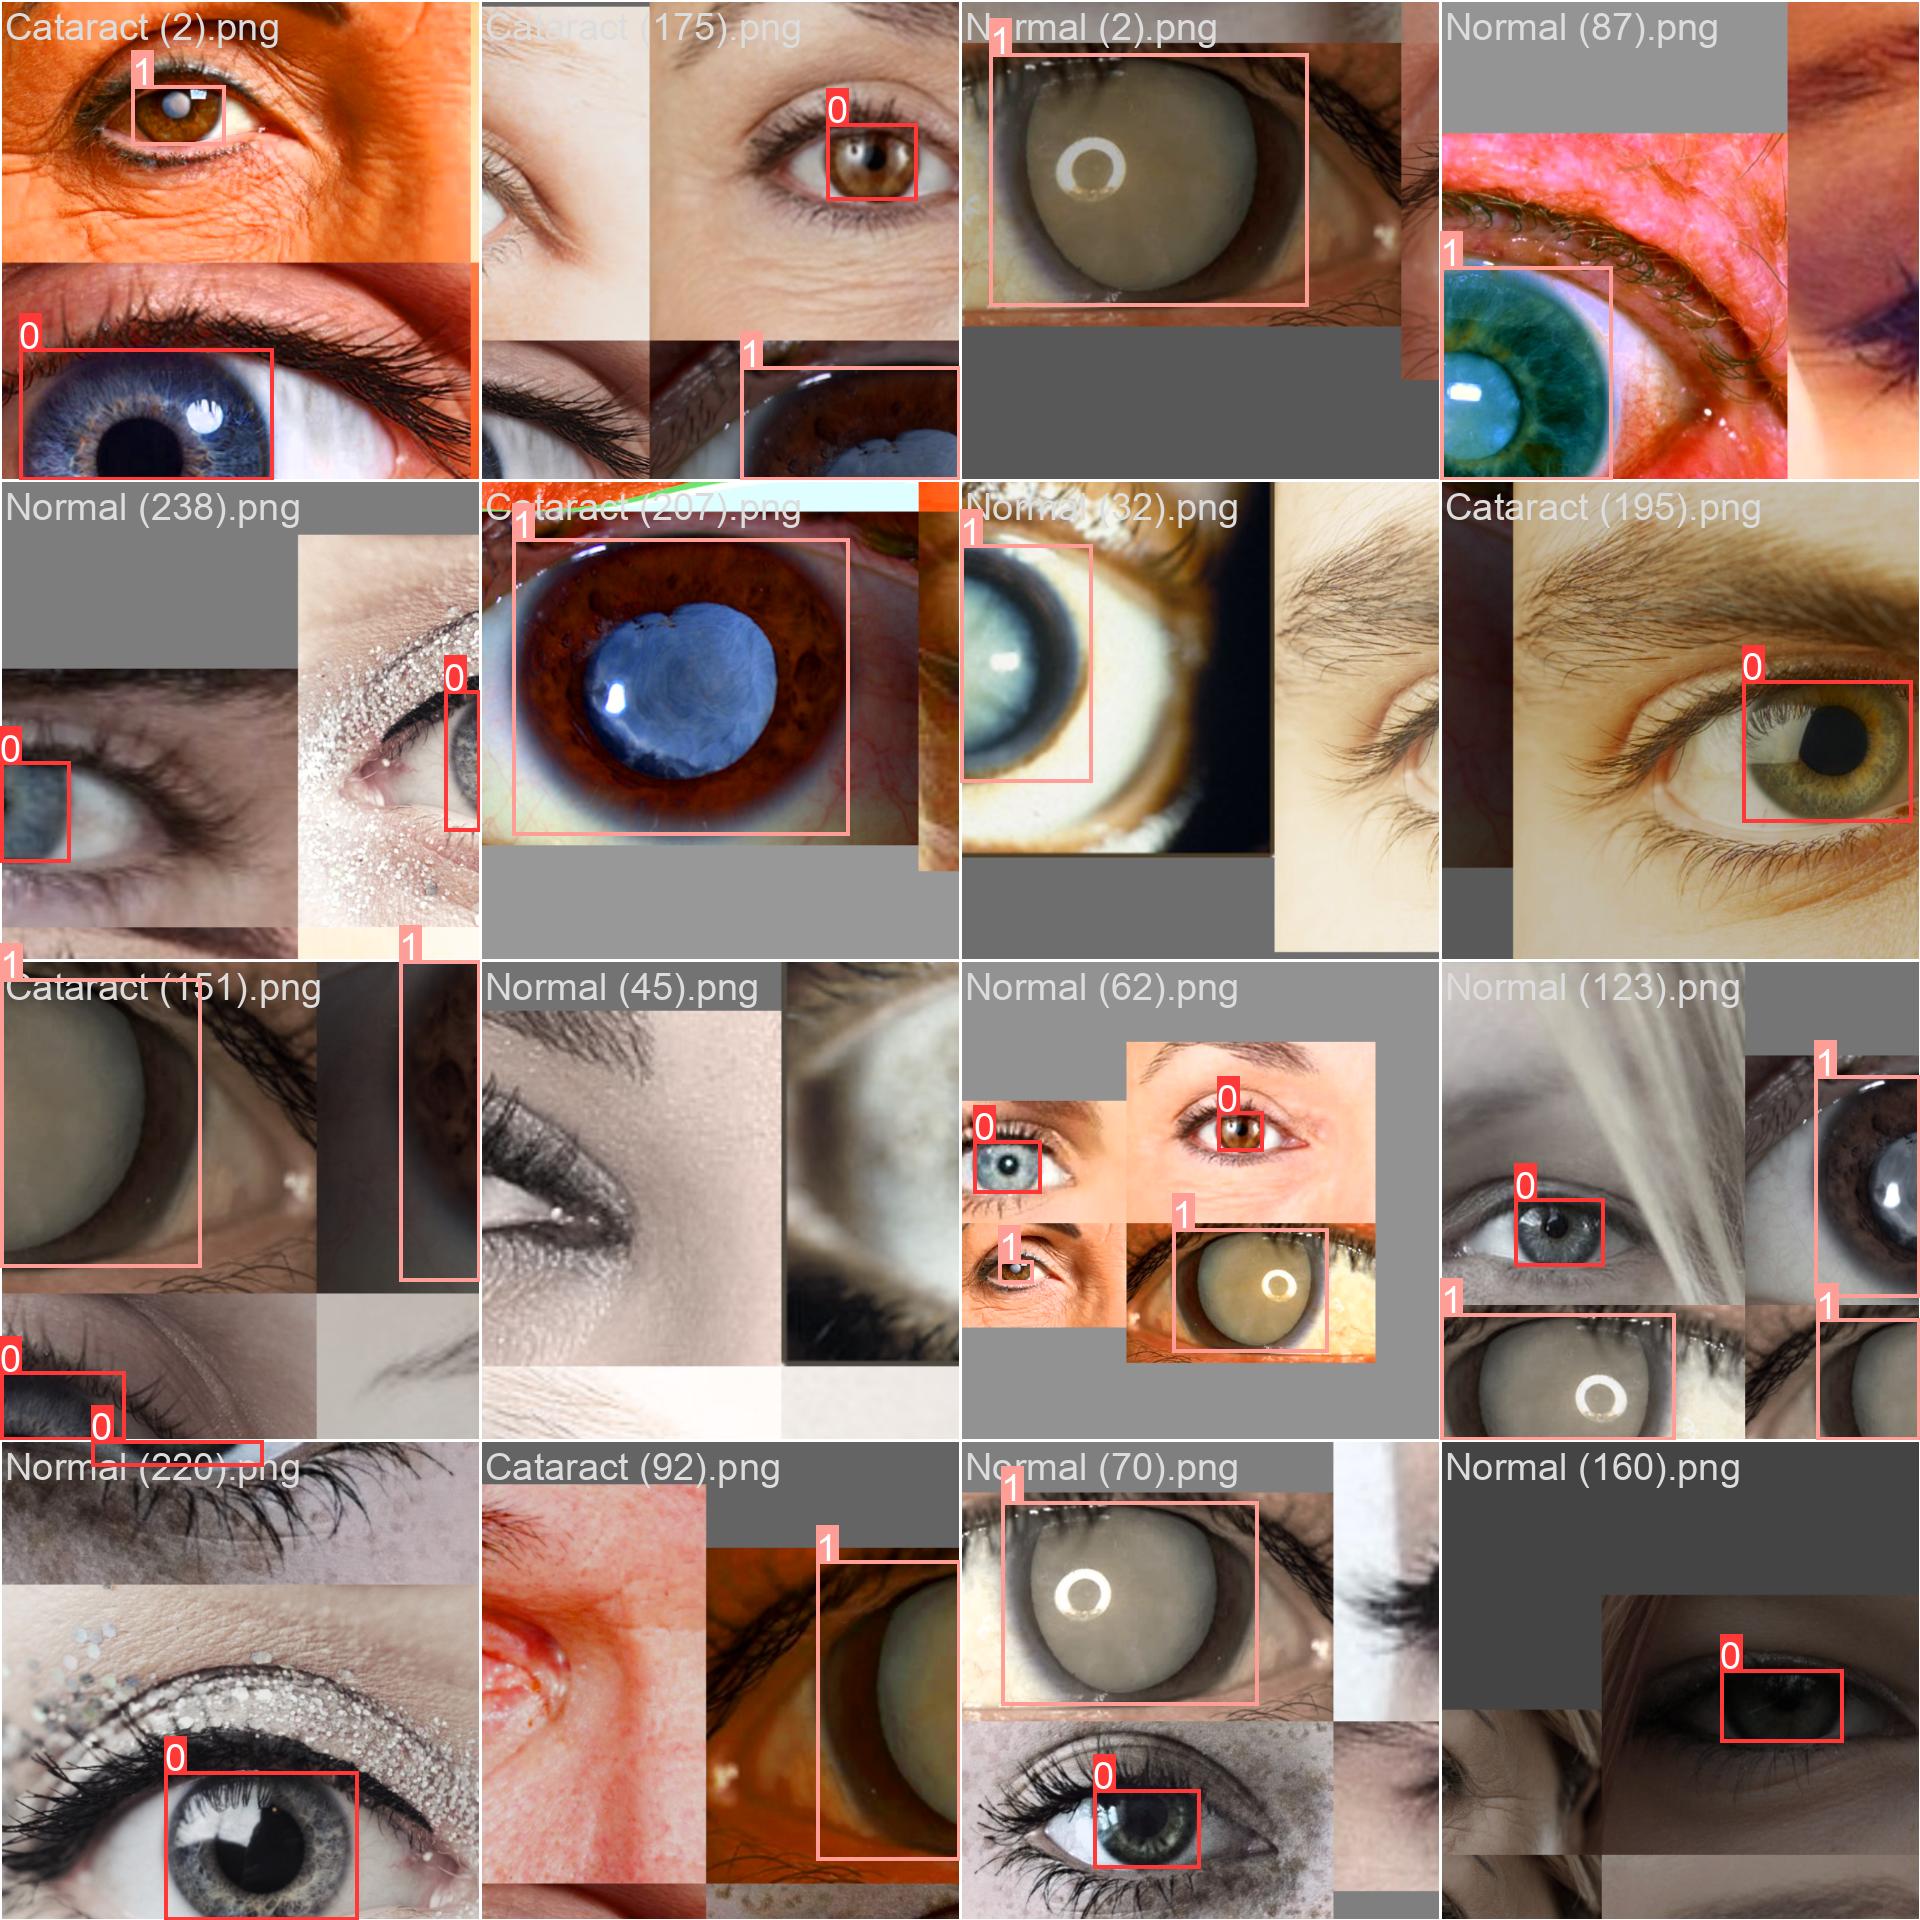 Cataract (2).png
1
0
Cataract (175).png
0
1
Normal (2).png
1
Normal (87).png
1
Normal (238).png
0
0
Cataract (207).png
1
Normal (32).png
1
Cataract (195).png
0
Cataract (151).png
1
1
0
Normal (45).png
Normal (62).png
0
0
1
1
Normal (123).png
1
0
1
1
0
Normal (220).png
0
Cataract (92).png
1
Normal (70).png
1
0
Normal (160).png
0